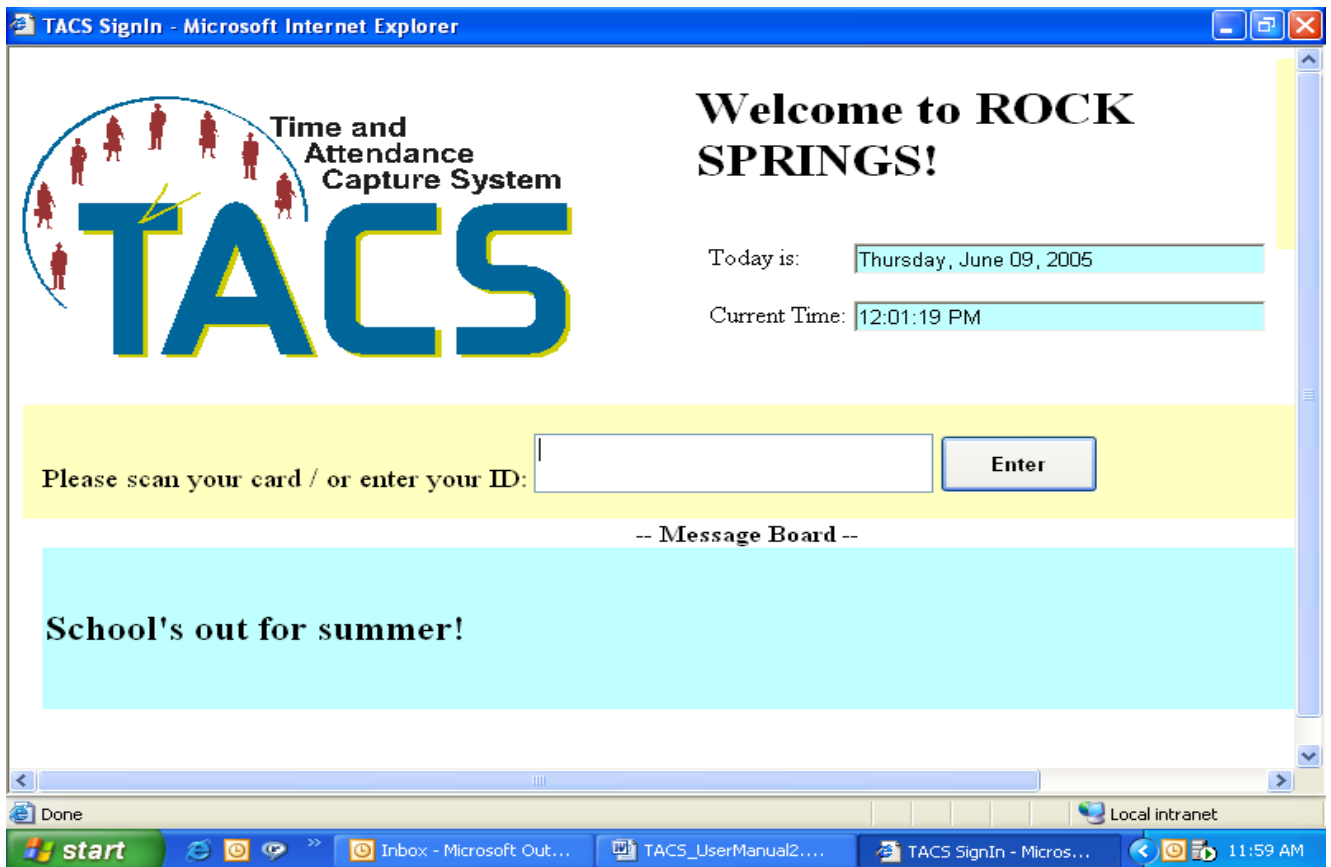 TACS SignIn - Microsoft Internet Explorer
Time and
Attendance
Capture System
TACS
Welcome to ROCK
SPRINGS!
Today is: Thursday, June 09, 2005
Current Time: 12:01:19 PM
Please scan your card / or enter your ID: Enter
-- Message Board --
School's out for summer!
Done Local intranet
start » Inbox - Microsoft Out... TACS_UserManual2.... TACS SignIn - Micros... 11:59 AM